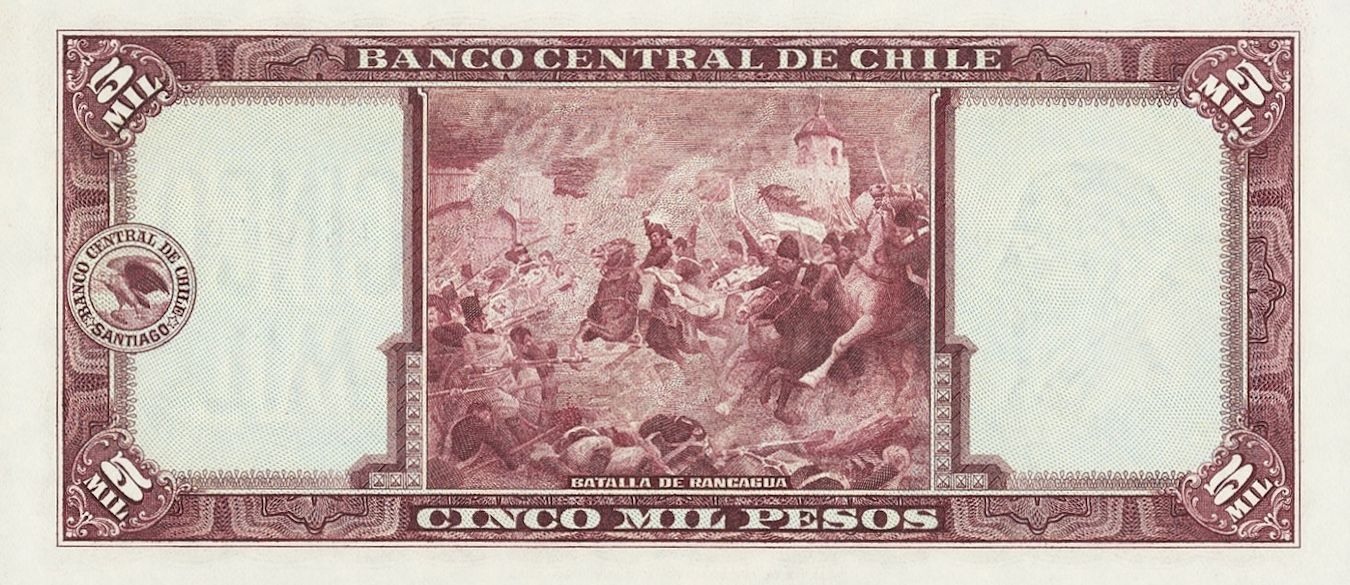 BANCO CENTRAL DE CHILE
5 MIL
5 MIL
BANCO CENTRAL DE CHILE
SANTIAGO
BATALLA DE RANCAGUA
5 MIL
5 MIL
CINCO MIL PESOS